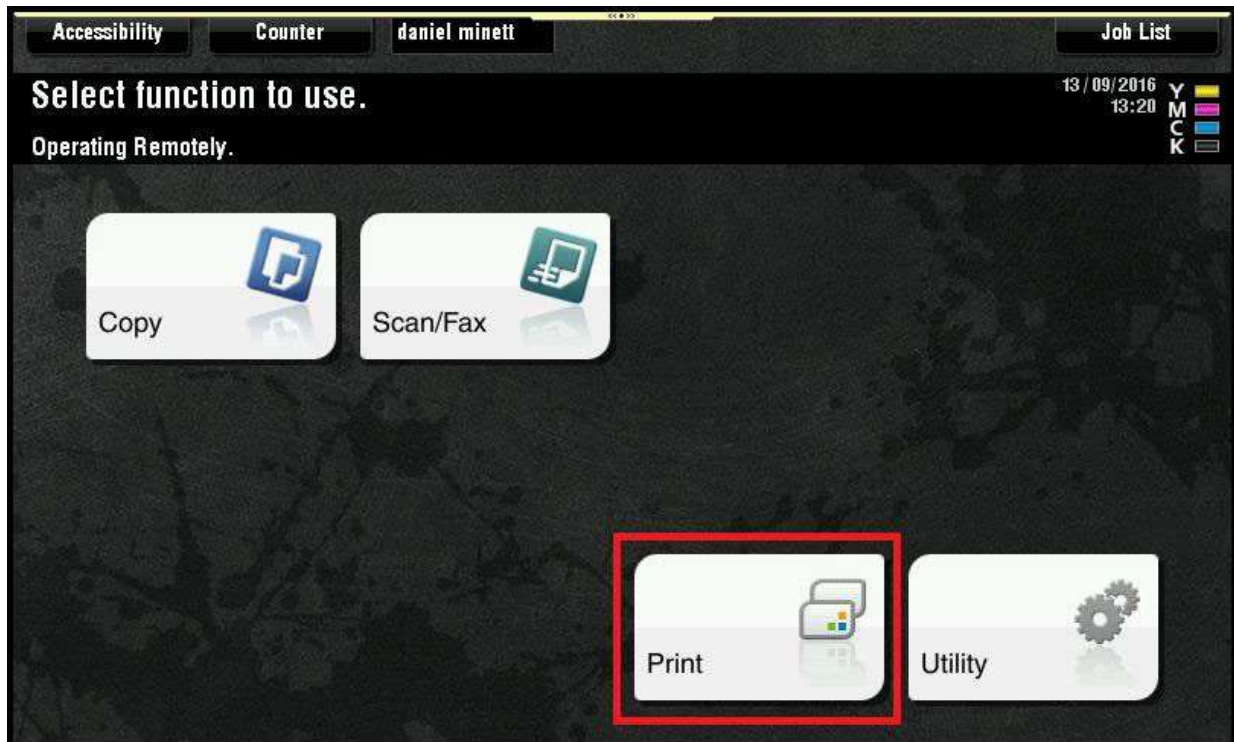 Accessibility
Counter
daniel minett
Job List
Select function to use.
13/09/2016
13:20
Operating Remotely.
Y
M
C
K
Copy
Scan/Fax
Print
Utility